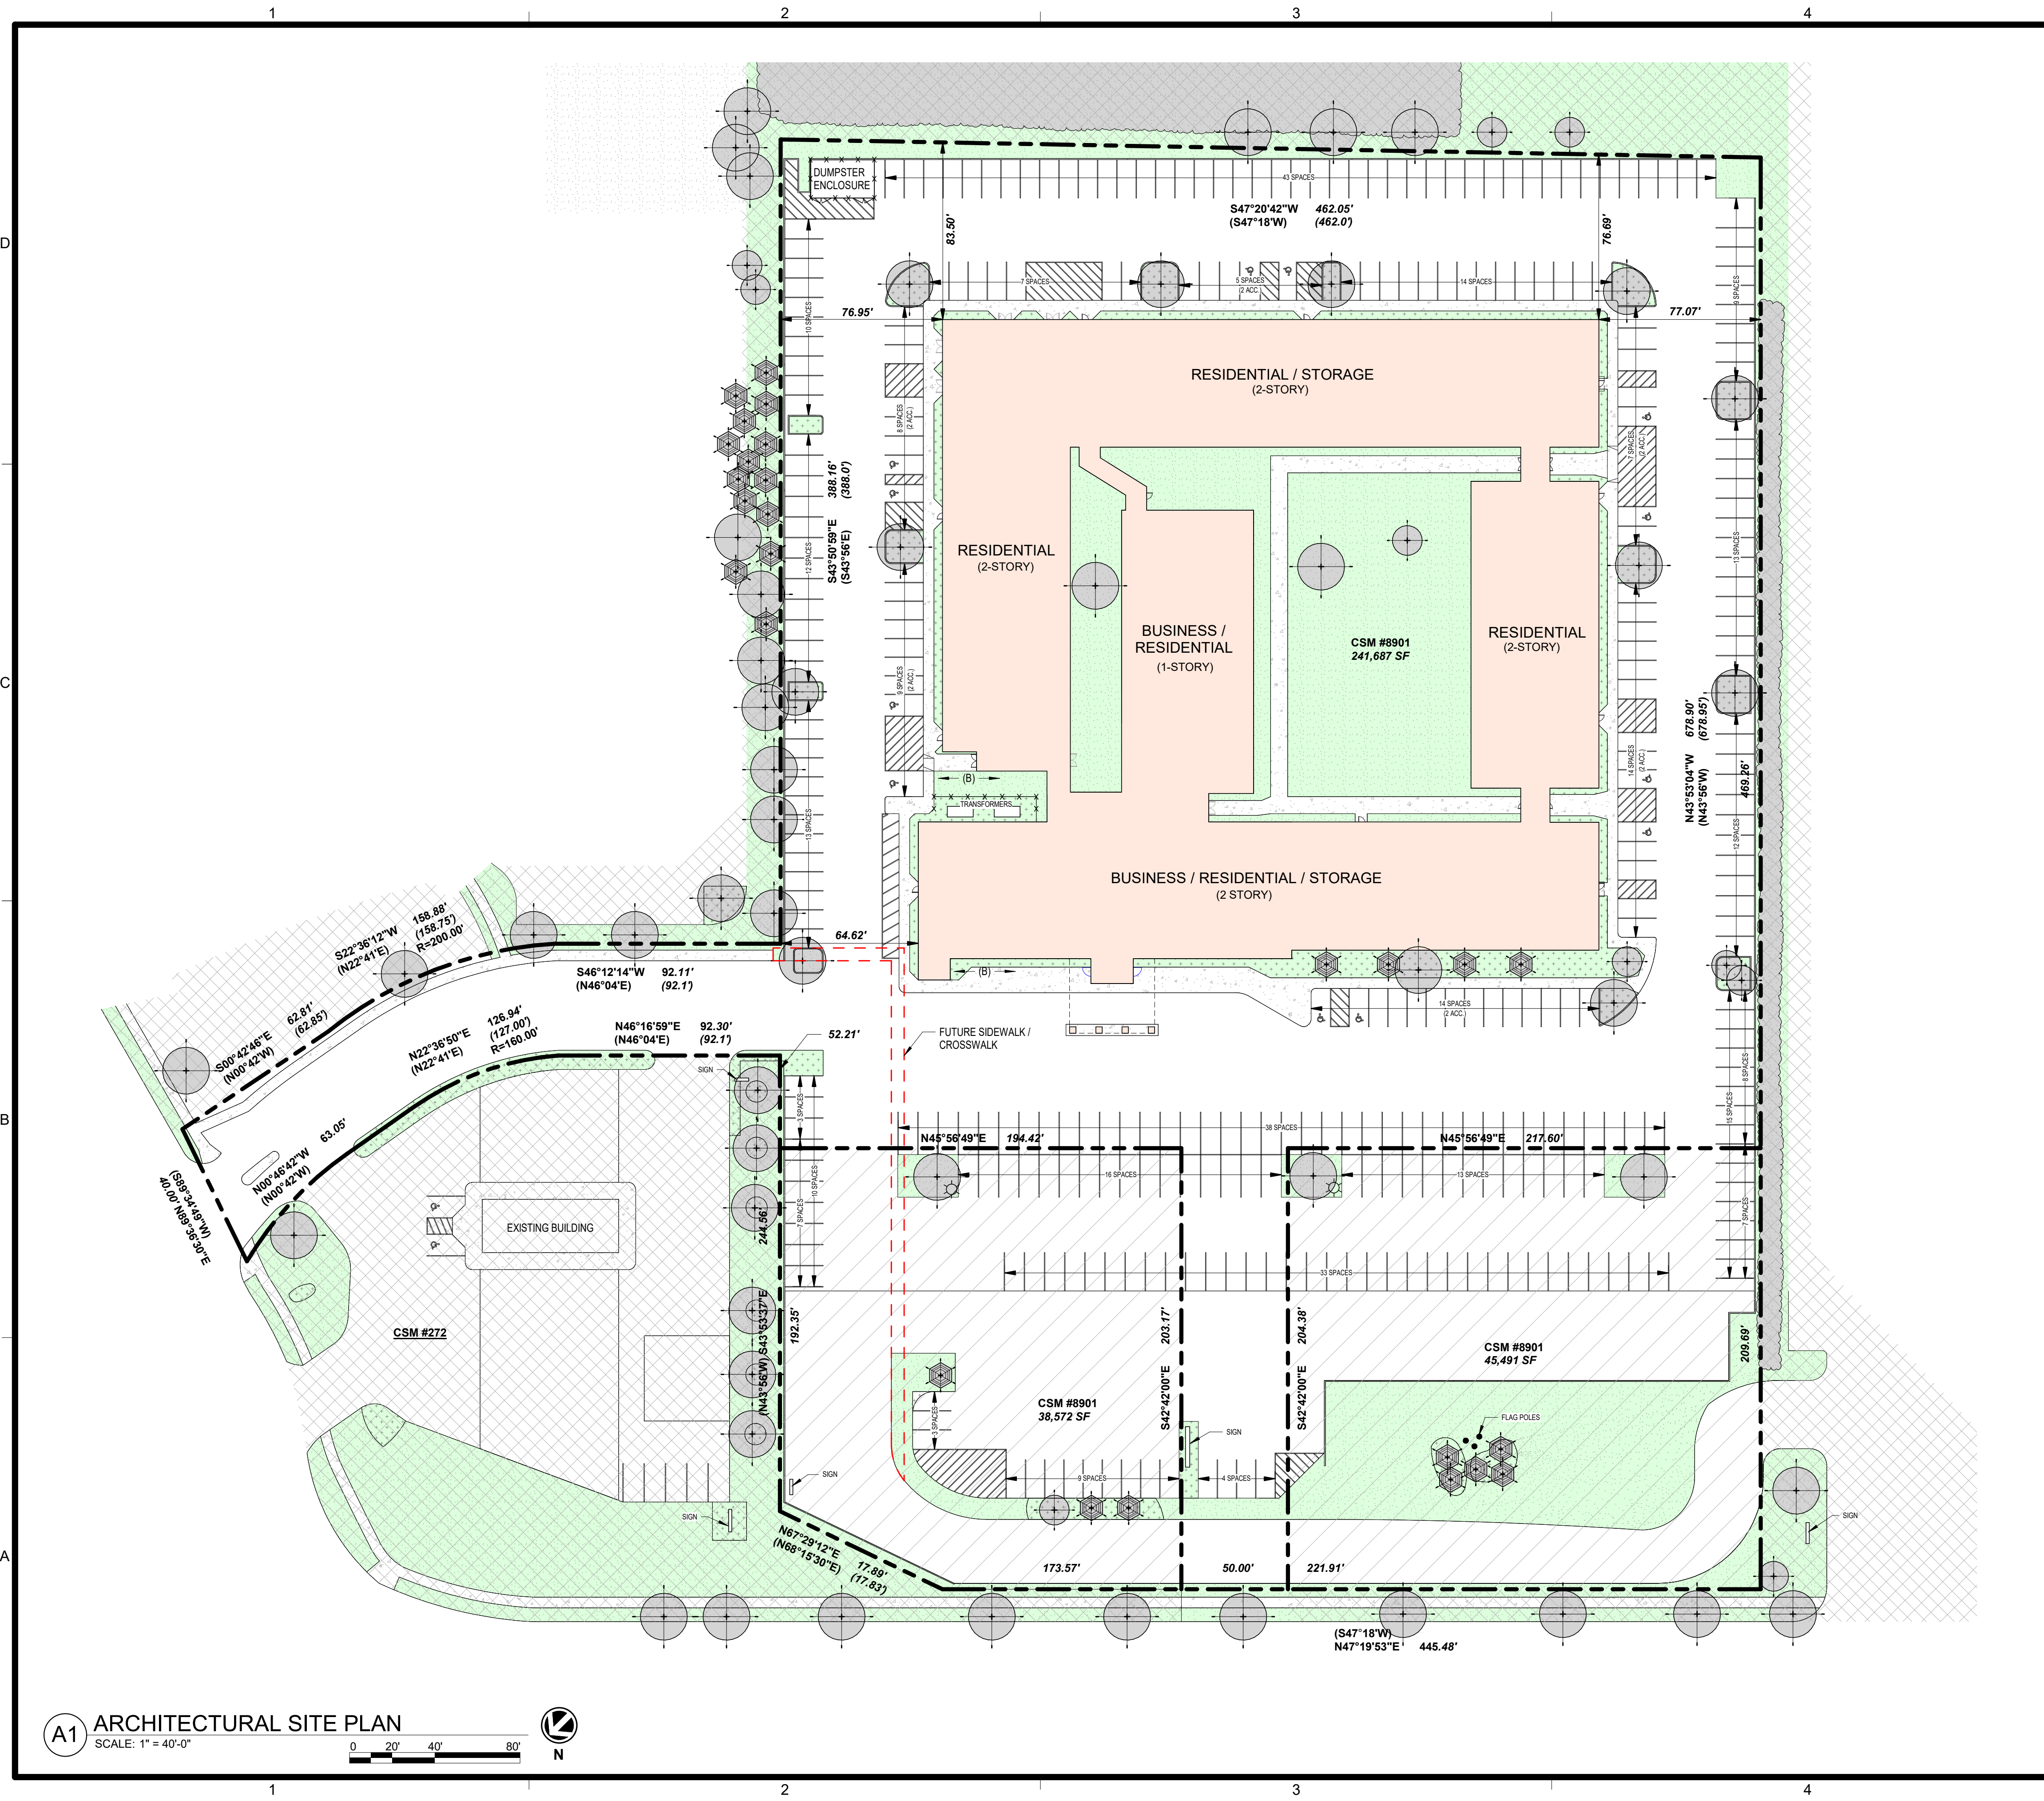 1
2
3
4
D
DUMPSTER
ENCLOSURE
43 SPACES
S47°20'42"W 462.05'
(S47°18'W) (462.0')
83.50'
76.69'
7 SPACES
5 SPACES
(2 ACC.)
14 SPACES
9 SPACES
10 SPACES
76.95'
77.07'
RESIDENTIAL / STORAGE
(2-STORY)
8 SPACES
(2 ACC.)
7 SPACES
(2 ACC.)
388.16'
(388.0')
S43°50'59"E
(S43°56'E)
12 SPACES
13 SPACES
RESIDENTIAL
(2-STORY)
BUSINESS /
RESIDENTIAL
(1-STORY)
CSM #8901
241,687 SF
RESIDENTIAL
(2-STORY)
C
9 SPACES
(2 ACC.)
14 SPACES
(2 ACC.)
678.90'
(678.95')
N43°53'04"W
(N43°56'W)
469.26'
(B)
TRANSFORMERS
13 SPACES
12 SPACES
BUSINESS / RESIDENTIAL / STORAGE
(2 STORY)
158.88'
(158.75')
R=200.00'
S22°36'12"W
(N22°41'E)
64.62'
S46°12'14"W 92.11'
(N46°04'E) (92.1')
(B)
14 SPACES
(2 ACC.)
62.81'
(62.85')
S00°42'46"E
(N00°42'W)
126.94'
(127.00')
R=160.00'
N22°36'50"E
(N22°41'E)
N46°16'59"E 92.30'
(N46°04'E) (92.1')
52.21'
FUTURE SIDEWALK /
CROSSWALK
SIGN
8 SPACES
15 SPACES
B
3 SPACES
38 SPACES
N45°56'49"E 194.42'
N45°56'49"E 217.60'
63.05'
N00°46'42"W
(N00°42'W)
(S89°34'49"W)
40.00' N89°36'30"E
16 SPACES
13 SPACES
10 SPACES
7 SPACES
7 SPACES
244.56'
EXISTING BUILDING
33 SPACES
CSM #272
(N43°56'W) S43°53'37"E
192.35'
203.17'
S42°42'00"E
204.38'
S42°42'00"E
CSM #8901
45,491 SF
209.69'
CSM #8901
38,572 SF
3 SPACES
FLAG POLES
SIGN
SIGN
9 SPACES
4 SPACES
SIGN
SIGN
N67°29'12"E
(N68°15'30"E)
17.89'
(17.83')
A
173.57'
50.00'
221.91'
(S47°18'W)
N47°19'53"E 445.48'
A1
ARCHITECTURAL SITE PLAN
SCALE: 1" = 40'-0"
0 20' 40' 80'
N
1
2
3
4